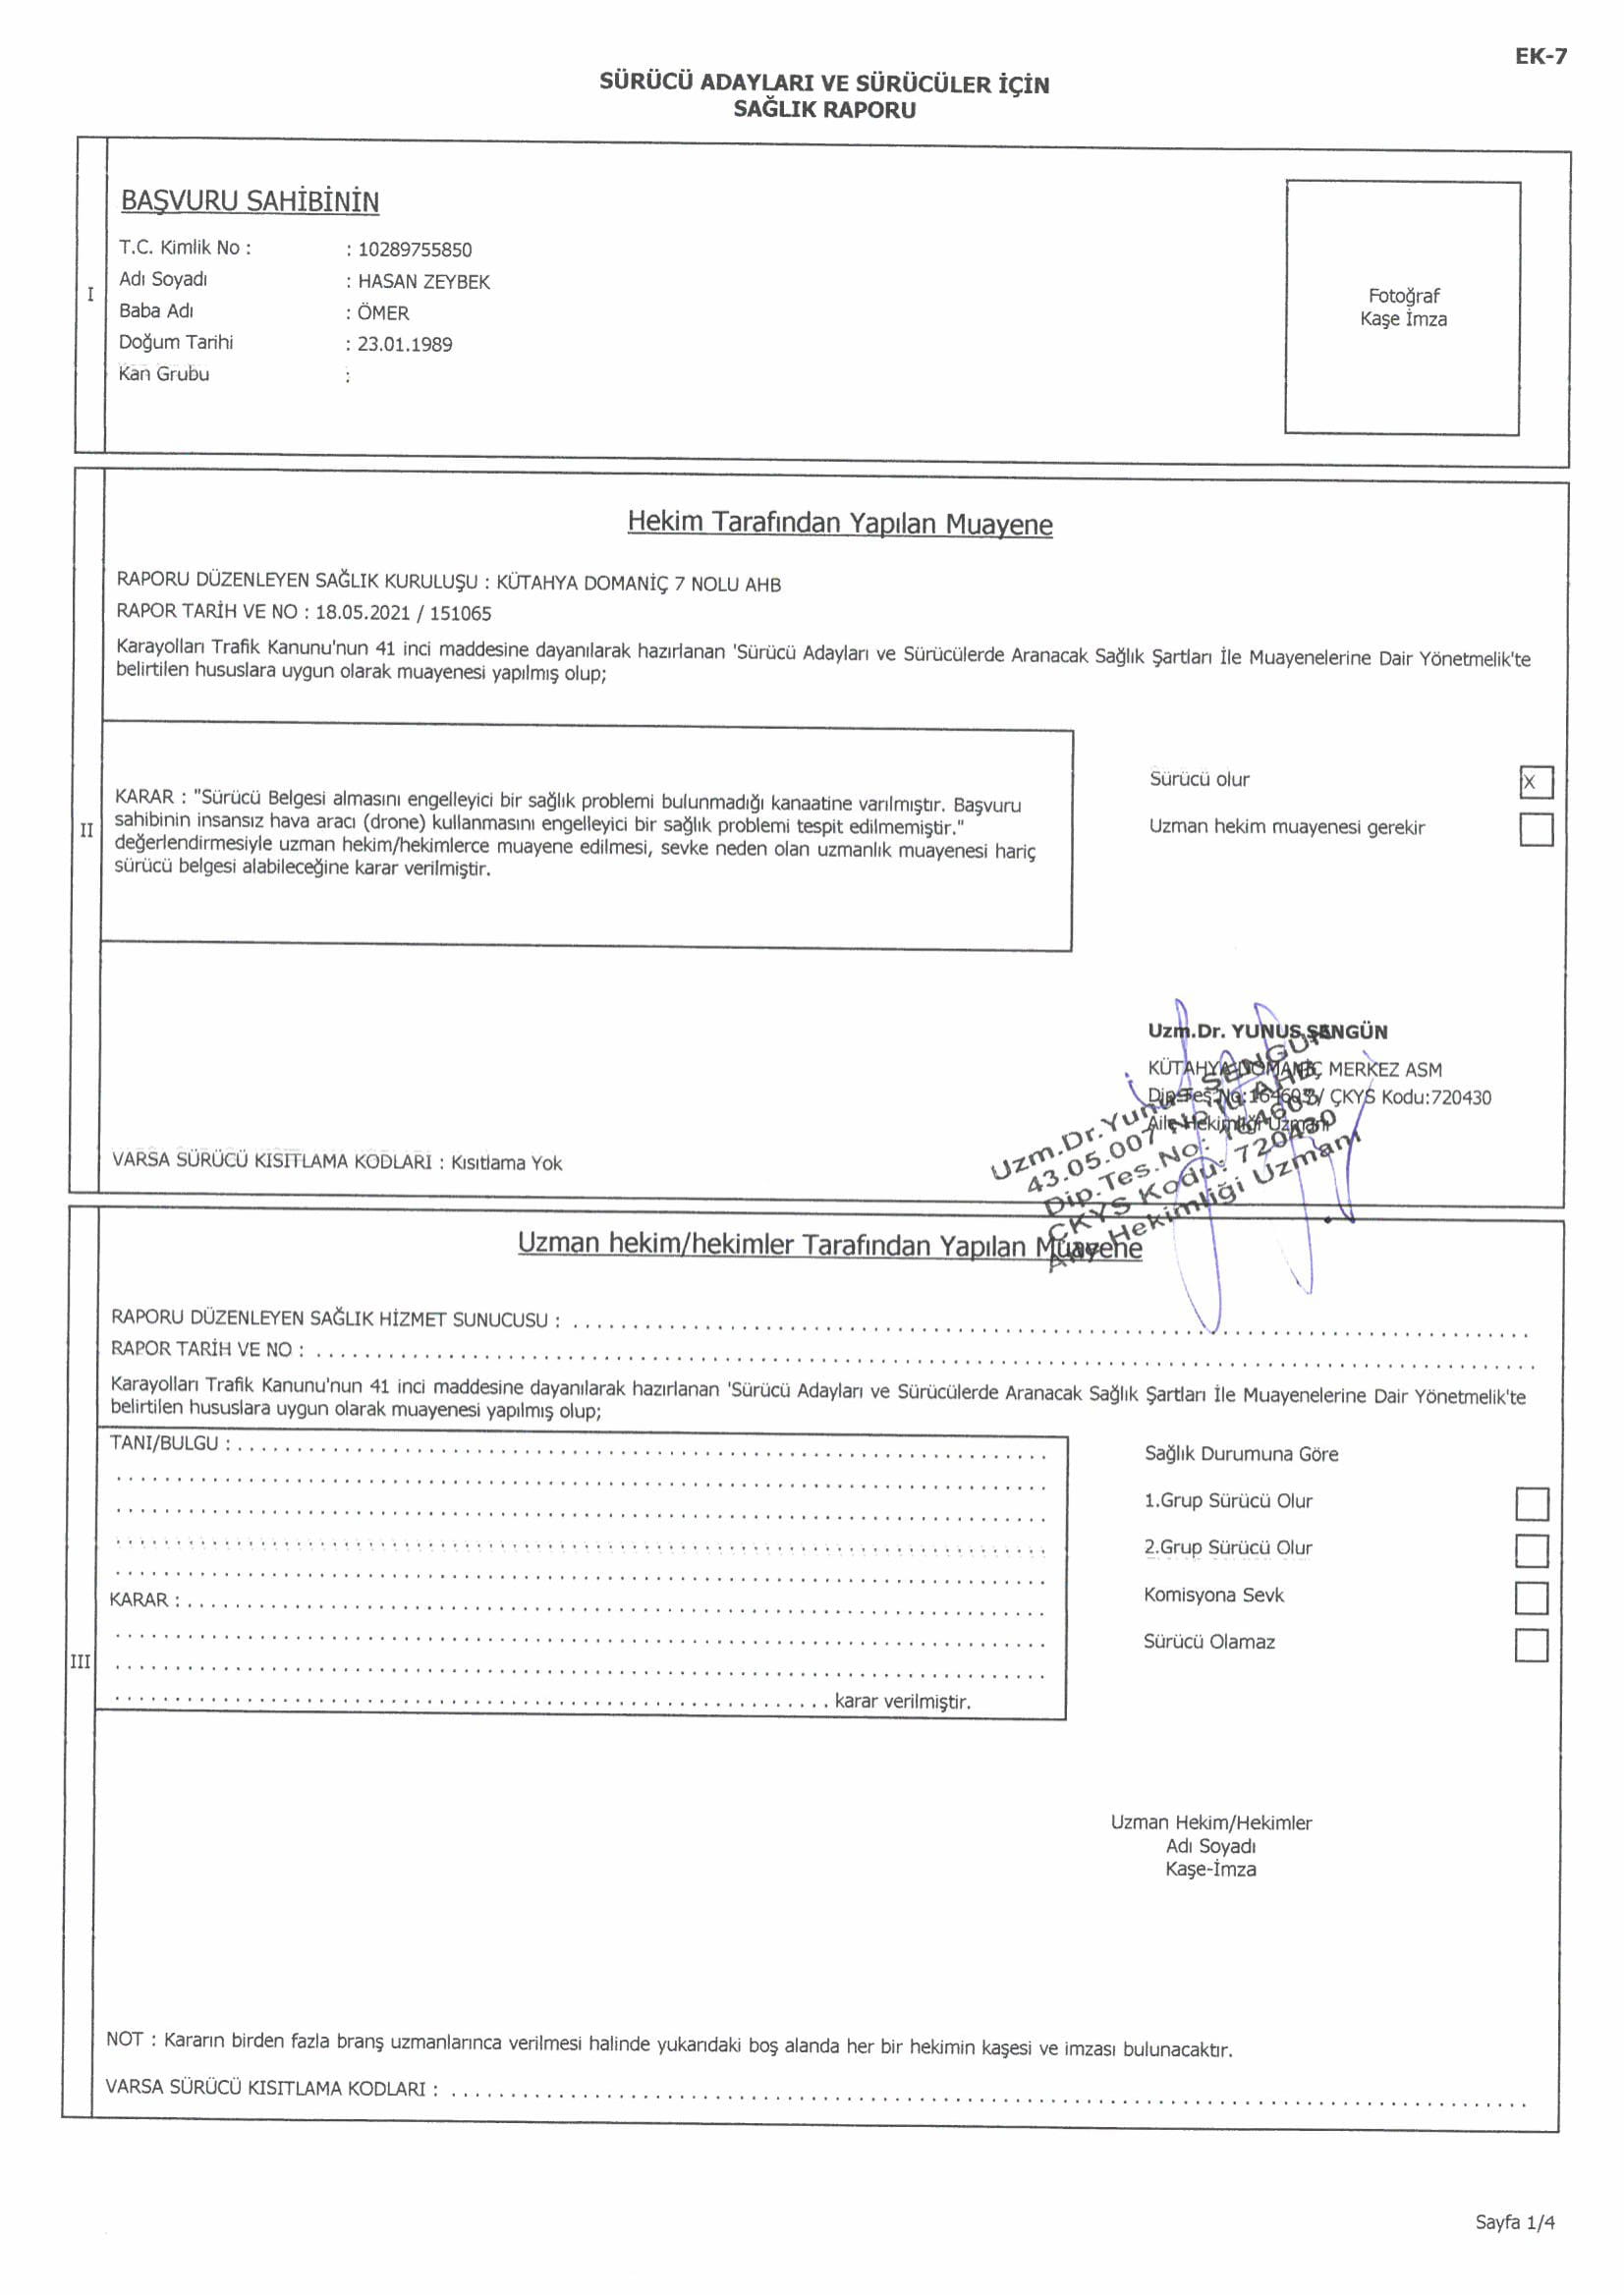 EK-7
SÜRÜCÜ ADAYLARI VE SÜRÜCÜLER İÇİN
SAĞLIK RAPORU
I
BAŞVURU SAHİBİNİN
T.C. Kimlik No : : 10289755850
Adı Soyadı : HASAN ZEYBEK
Baba Adı : ÖMER
Doğum Tarihi : 23.01.1989
Kan Grubu :
Fotoğraf
Kaşe İmza
II
Hekim Tarafından Yapılan Muayene
RAPORU DÜZENLEYEN SAĞLIK KURULUŞU : KÜTAHYA DOMANİÇ 7 NOLU AHB
RAPOR TARİH VE NO : 18.05.2021 / 151065
Karayolları Trafik Kanunu'nun 41 inci maddesine dayanılarak hazırlanan 'Sürücü Adayları ve Sürücülerde Aranacak Sağlık Şartları İle Muayenelerine Dair Yönetmelik'te
belirtilen hususlara uygun olarak muayenesi yapılmış olup;
KARAR : "Sürücü Belgesi almasını engelleyici bir sağlık problemi bulunmadığı kanaatine varılmıştır. Başvuru
sahibinin insansız hava aracı (drone) kullanmasını engelleyici bir sağlık problemi tespit edilmemiştir."
değerlendirmesiyle uzman hekim/hekimlerce muayene edilmesi, sevke neden olan uzmanlık muayenesi hariç
sürücü belgesi alabileceğine karar verilmiştir.
Sürücü olur X
Uzman hekim muayenesi gerekir
Uzm.Dr. YUNUS ŞENGÜN
KÜTAHYA DOMANİÇ MERKEZ ASM
Dip.Tes.No:164603/ ÇKYS Kodu:720430
Aile Hekimliği Uzmanı
Uzm.Dr.Yunus ŞENGÜN
43.05.007 NOLU AHB
Dip.Tes.No: 164603
ÇKYS Kodu: 720430
Aile Hekimliği Uzmanı
VARSA SÜRÜCÜ KISITLAMA KODLARI : Kısıtlama Yok
III
Uzman hekim/hekimler Tarafından Yapılan Muayene
RAPORU DÜZENLEYEN SAĞLIK HİZMET SUNUCUSU :
RAPOR TARİH VE NO :
Karayolları Trafik Kanunu'nun 41 inci maddesine dayanılarak hazırlanan 'Sürücü Adayları ve Sürücülerde Aranacak Sağlık Şartları İle Muayenelerine Dair Yönetmelik'te
belirtilen hususlara uygun olarak muayenesi yapılmış olup;
TANI/BULGU :
KARAR :
karar verilmiştir.
Sağlık Durumuna Göre
1.Grup Sürücü Olur
2.Grup Sürücü Olur
Komisyona Sevk
Sürücü Olamaz
Uzman Hekim/Hekimler
Adı Soyadı
Kaşe-İmza
NOT : Kararın birden fazla branş uzmanlarınca verilmesi halinde yukarıdaki boş alanda her bir hekimin kaşesi ve imzası bulunacaktır.
VARSA SÜRÜCÜ KISITLAMA KODLARI :
Sayfa 1/4